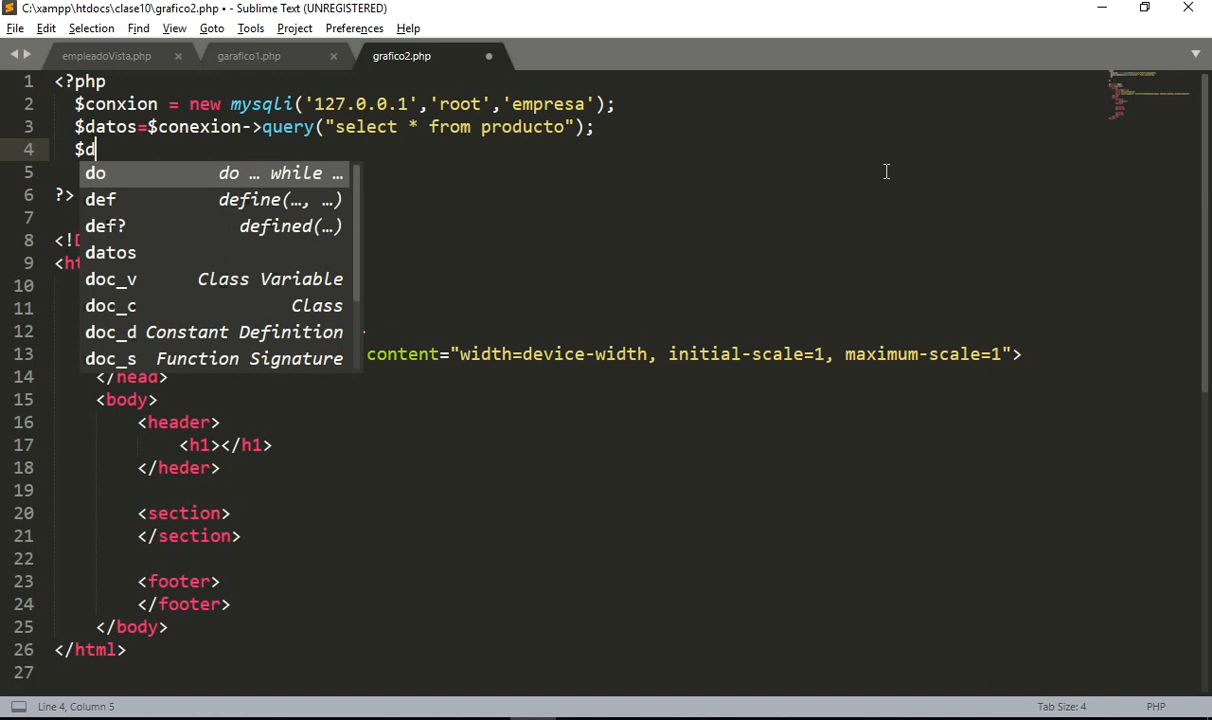 C:\xampp\htdocs\clase10\grafico2.php • - Sublime Text (UNREGISTERED)
File Edit Selection Find View Goto Tools Project Preferences Help
empleadoVista.php garafico1.php grafico2.php
1 <?php
2 $conxion = new mysqli('127.0.0.1','root','empresa');
3 $datos=$conexion->query("select * from producto");
4 $d
do do … while …
5
def define(…, …)
6 ?>
def? defined(…)
7
8 <!D
datos
9 <ht
doc_v Class Variable
10
11
doc_c Class
12
doc_d Constant Definition
13 content="width=device-width, initial-scale=1, maximum-scale=1">
doc_s Function Signature
14 </head>
15 <body>
16 <header>
17 <h1></h1>
18 </heder>
19
20 <section>
21 </section>
22
23 <footer>
24 </footer>
25 </body>
26 </html>
27
Line 4, Column 5 Tab Size: 4 PHP